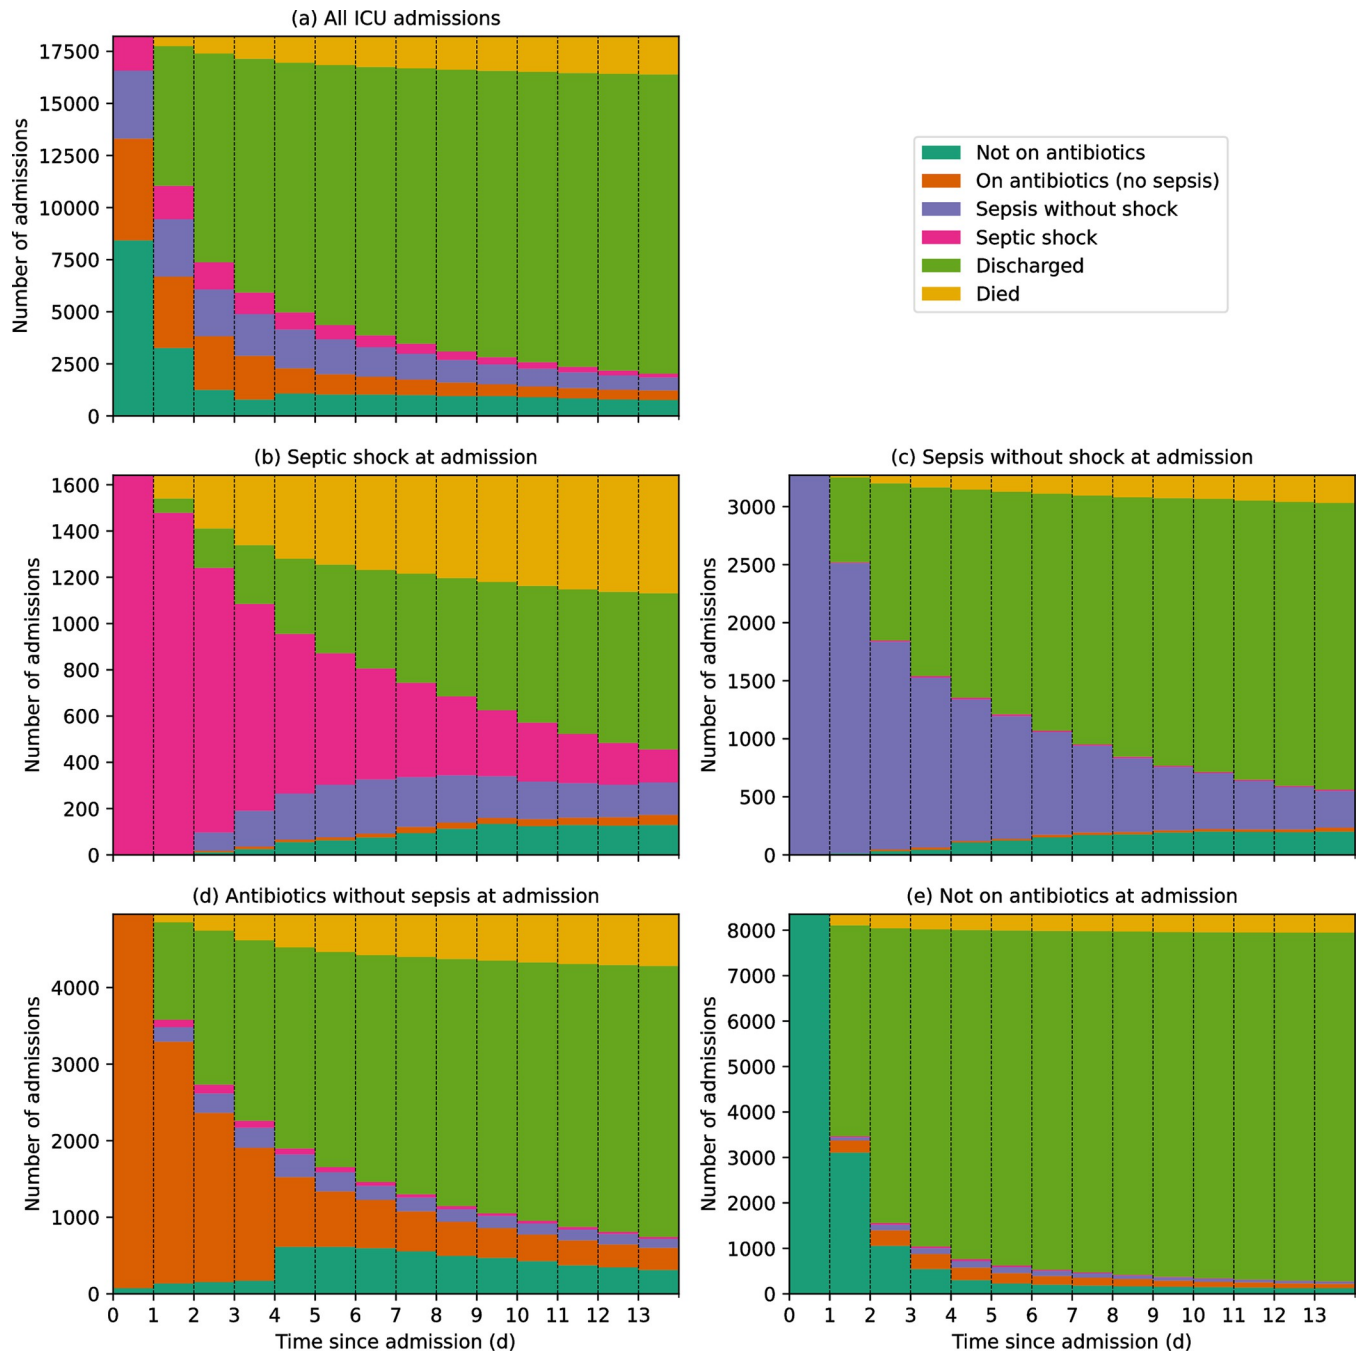 (a) All ICU admissions
17500
15000
12500
10000
7500
5000
2500
0
Number of admissions
Not on antibiotics
On antibiotics (no sepsis)
Sepsis without shock
Septic shock
Discharged
Died
(b) Septic shock at admission
1600
1400
1200
1000
800
600
400
200
0
Number of admissions
(c) Sepsis without shock at admission
3000
2500
2000
1500
1000
500
0
Number of admissions
(d) Antibiotics without sepsis at admission
4000
3000
2000
1000
0
Number of admissions
0 1 2 3 4 5 6 7 8 9 10 11 12 13
Time since admission (d)
(e) Not on antibiotics at admission
8000
7000
6000
5000
4000
3000
2000
1000
0
Number of admissions
0 1 2 3 4 5 6 7 8 9 10 11 12 13
Time since admission (d)